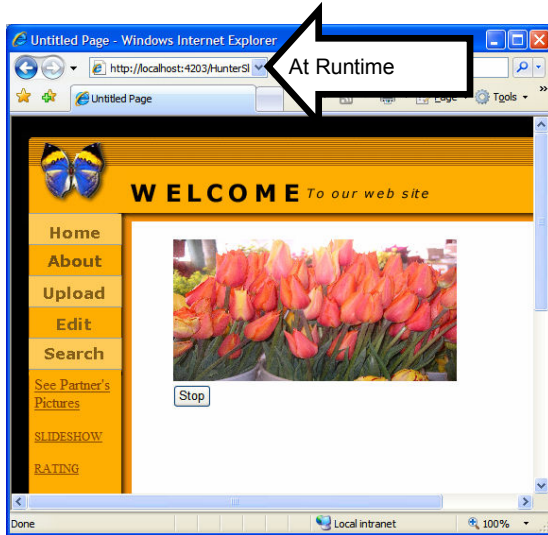 Untitled Page - Windows Internet Explorer
http://localhost:4203/HunterSl
At Runtime
Untitled Page
Page
Tools
WELCOME To our web site
Home
About
Upload
Edit
Search
See Partner's
Pictures
SLIDESHOW
RATING
Stop
Done
Local intranet
100%